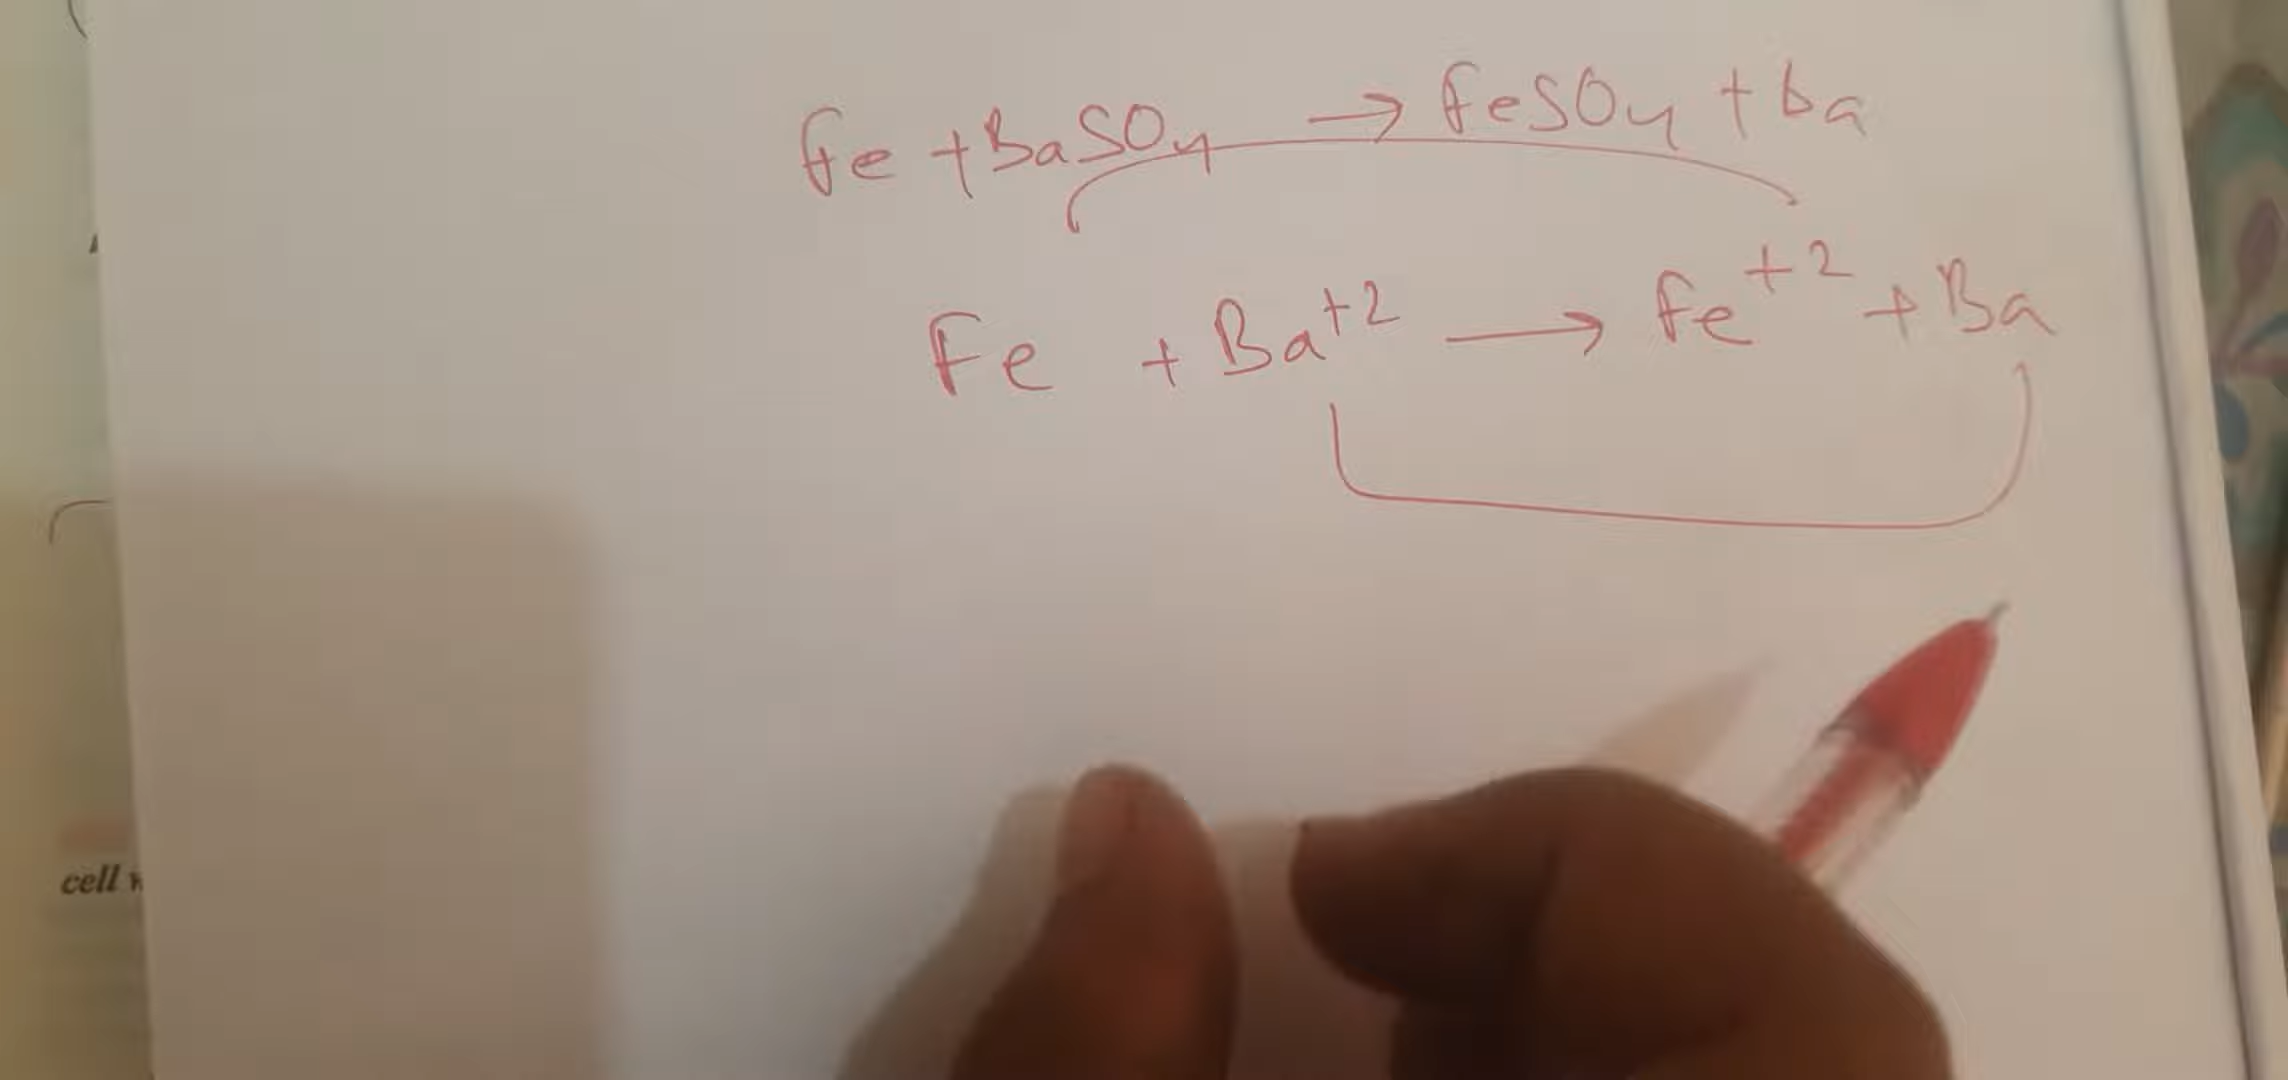 Fe + BaSO4 → FeSO4 + ba
Fe + Ba+2 → Fe+2 + Ba
cell